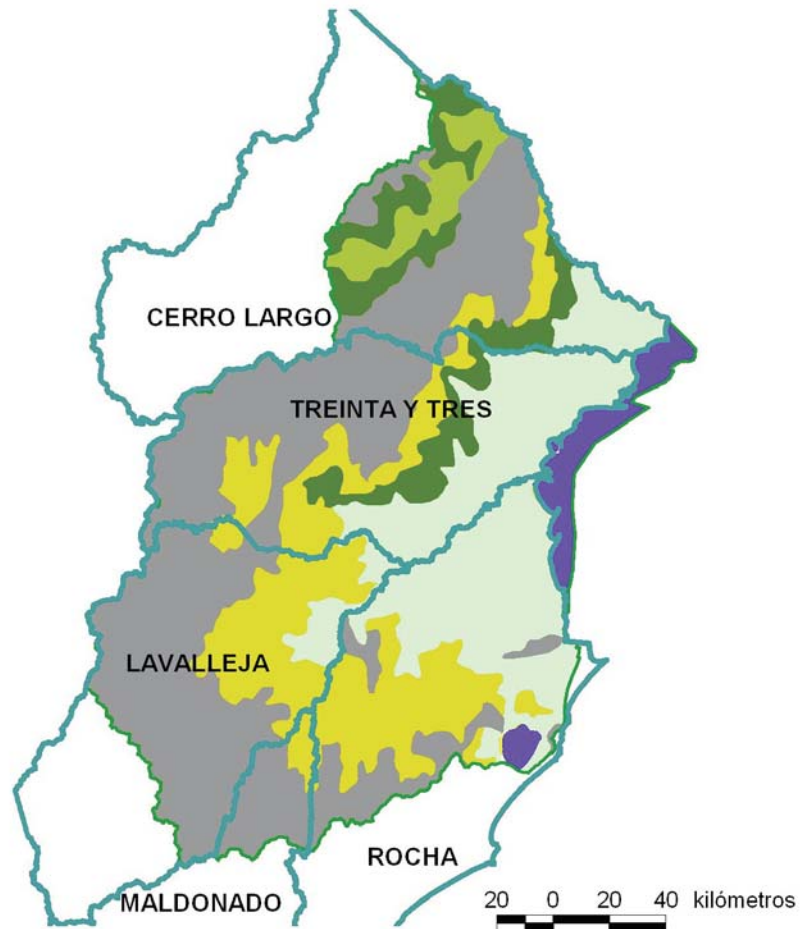 CERRO LARGO
TREINTA Y TRES
LAVALLEJA
ROCHA
MALDONADO
20 0 20 40 kilómetros